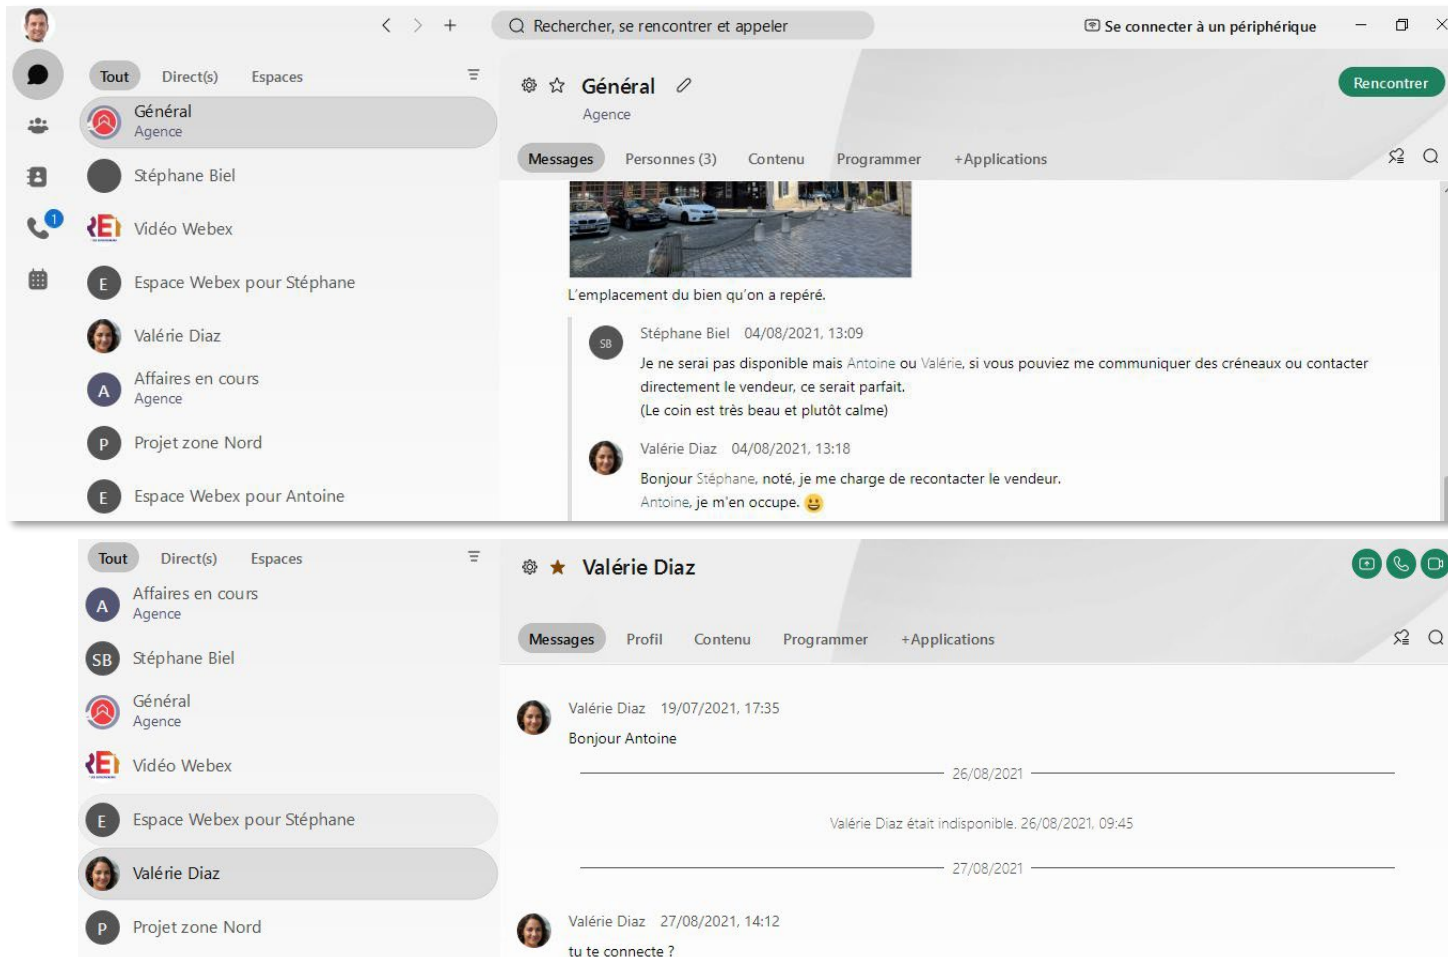 Rechercher, se rencontrer et appeler
Se connecter à un périphérique
Tout Direct(s) Espaces
Général
Agence
Stéphane Biel
Vidéo Webex
E Espace Webex pour Stéphane
Valérie Diaz
A Affaires en cours
Agence
P Projet zone Nord
E Espace Webex pour Antoine
1
Général
Agence
Rencontrer
Messages Personnes (3) Contenu Programmer +Applications
L'emplacement du bien qu'on a repéré.
SB Stéphane Biel 04/08/2021, 13:09
Je ne serai pas disponible mais Antoine ou Valérie, si vous pouviez me communiquer des créneaux ou contacter
directement le vendeur, ce serait parfait.
(Le coin est très beau et plutôt calme)
Valérie Diaz 04/08/2021, 13:18
Bonjour Stéphane, noté, je me charge de recontacter le vendeur.
Antoine, je m'en occupe. 😃
Tout Direct(s) Espaces
A Affaires en cours
Agence
SB Stéphane Biel
Général
Agence
Vidéo Webex
E Espace Webex pour Stéphane
Valérie Diaz
P Projet zone Nord
Valérie Diaz
Messages Profil Contenu Programmer +Applications
Valérie Diaz 19/07/2021, 17:35
Bonjour Antoine
26/08/2021
Valérie Diaz était indisponible. 26/08/2021, 09:45
27/08/2021
Valérie Diaz 27/08/2021, 14:12
tu te connecte ?